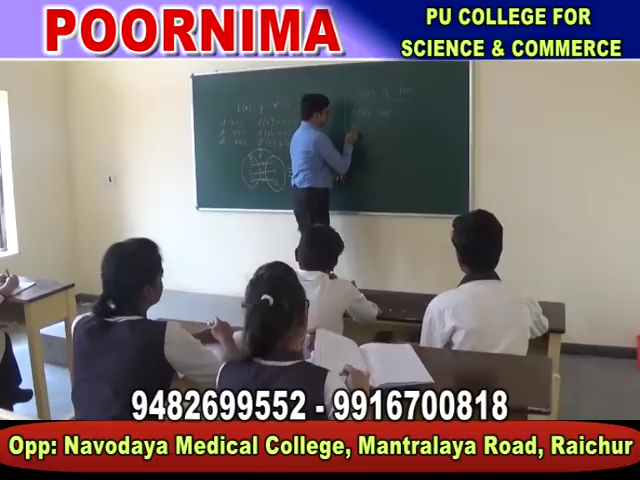 POORNIMA
PU COLLEGE FOR
SCIENCE & COMMERCE
9482699552 - 9916700818
Opp: Navodaya Medical College, Mantralaya Road, Raichur